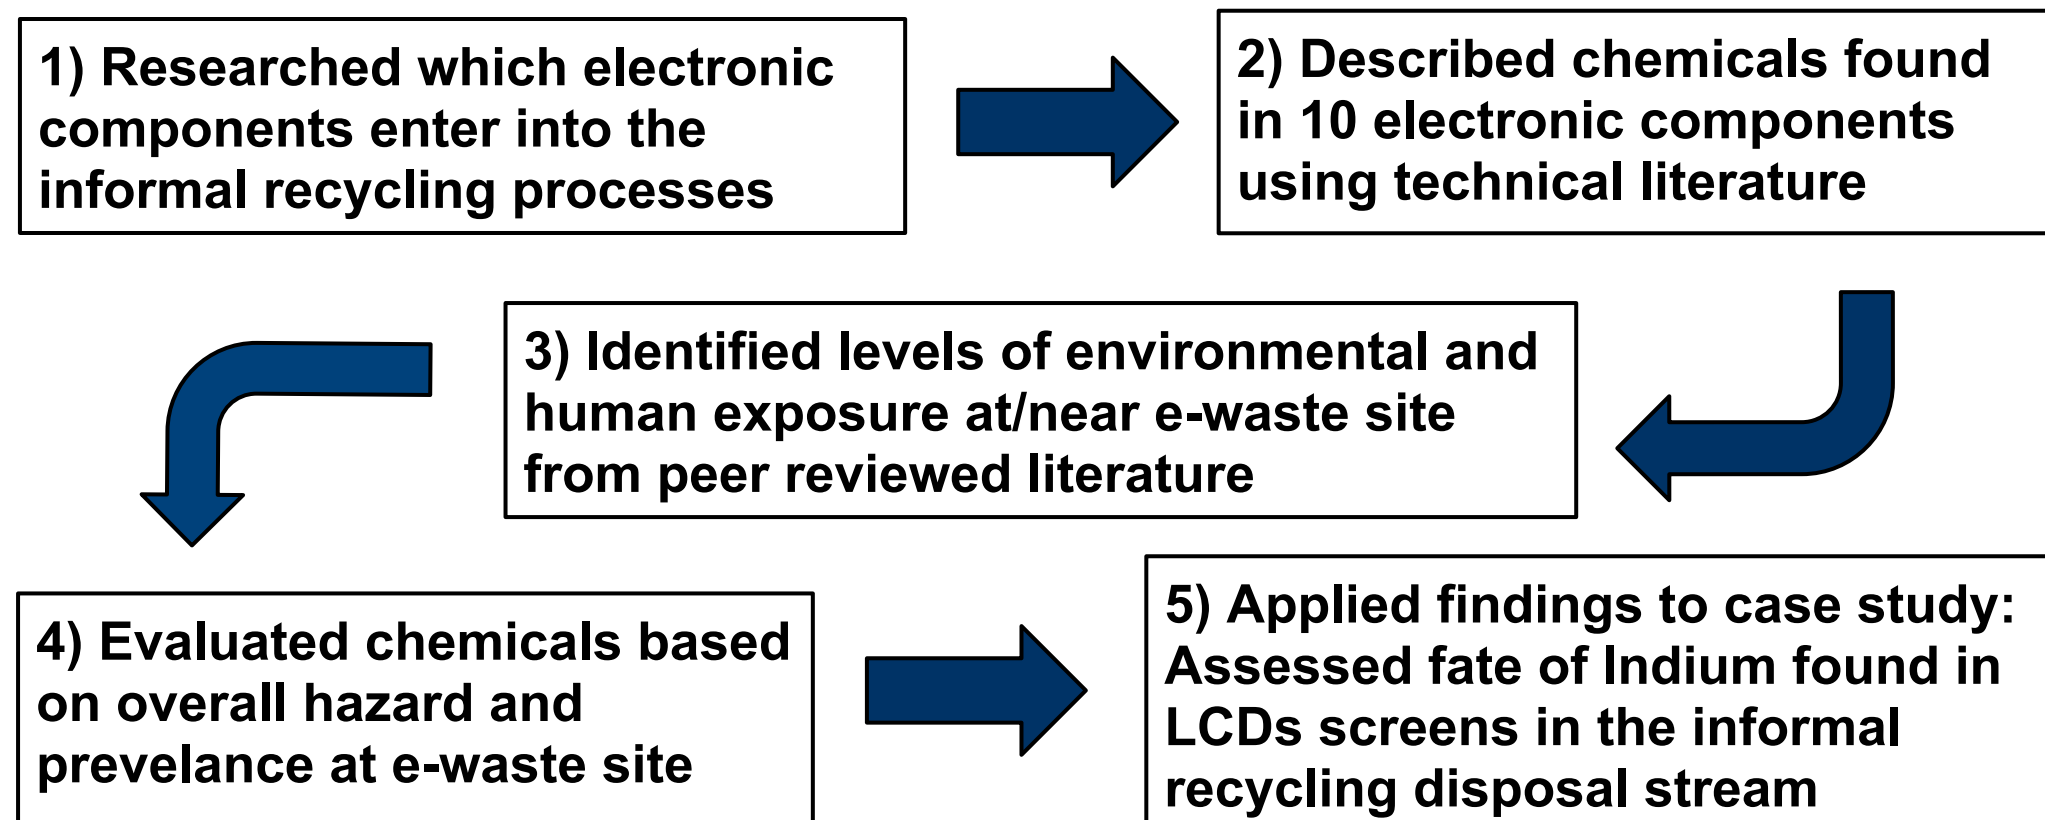 1) Researched which electronic
components enter into the
informal recycling processes
2) Described chemicals found
in 10 electronic components
using technical literature
3) Identified levels of environmental and
human exposure at/near e-waste site
from peer reviewed literature
4) Evaluated chemicals based
on overall hazard and
prevelance at e-waste site
5) Applied findings to case study:
Assessed fate of Indium found in
LCDs screens in the informal
recycling disposal stream